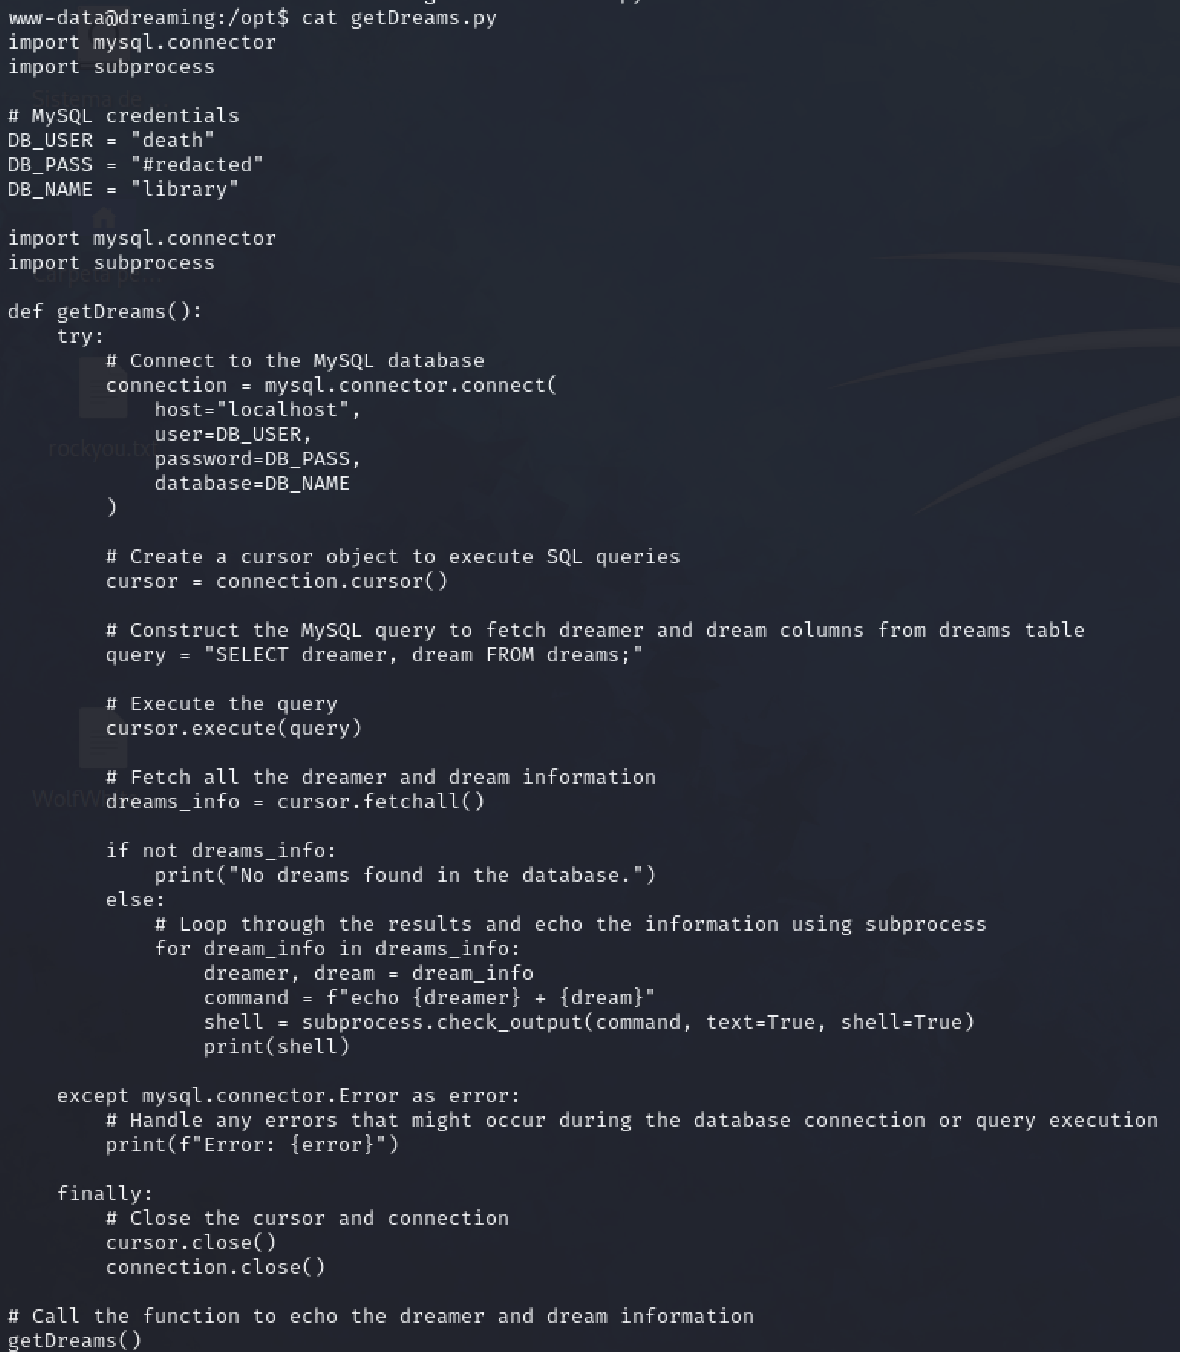 www-data@dreaming:/opt$ cat getDreams.py
import mysql.connector
import subprocess
Sistema de
# MySQL credentials
DB_USER = "death"
DB_PASS = "#redacted"
DB_NAME = "library"

import mysql.connector
import subprocess
Carpeta pe...

def getDreams():
    try:
        # Connect to the MySQL database
        connection = mysql.connector.connect(
            host="localhost",
            user=DB_USER,
rockyou.txt
            password=DB_PASS,
            database=DB_NAME
        )

        # Create a cursor object to execute SQL queries
        cursor = connection.cursor()

        # Construct the MySQL query to fetch dreamer and dream columns from dreams table
        query = "SELECT dreamer, dream FROM dreams;"

        # Execute the query
        cursor.execute(query)

        # Fetch all the dreamer and dream information
        dreams_info = cursor.fetchall()

        if not dreams_info:
            print("No dreams found in the database.")
        else:
            # Loop through the results and echo the information using subprocess
            for dream_info in dreams_info:
                dreamer, dream = dream_info
                command = f"echo {dreamer} + {dream}"
                shell = subprocess.check_output(command, text=True, shell=True)
                print(shell)

    except mysql.connector.Error as error:
        # Handle any errors that might occur during the database connection or query execution
        print(f"Error: {error}")

    finally:
        # Close the cursor and connection
        cursor.close()
        connection.close()

# Call the function to echo the dreamer and dream information
getDreams()